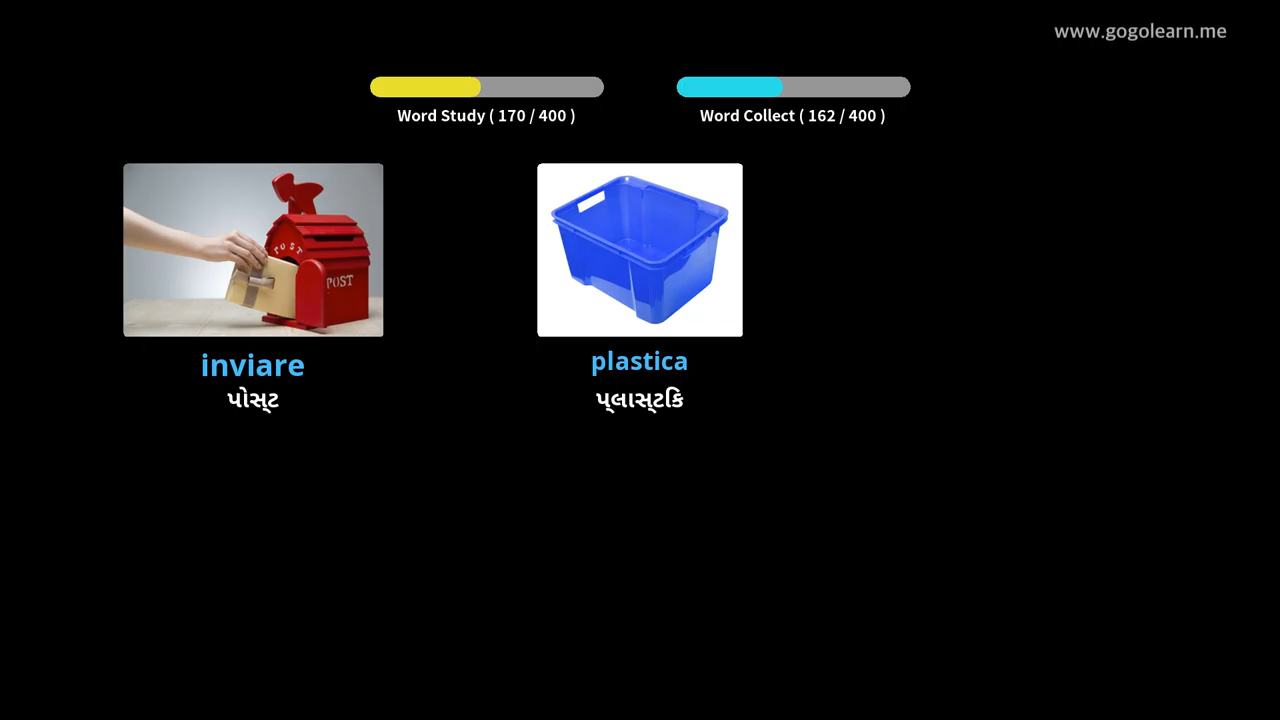 www.gogolearn.me
Word Study ( 170 / 400 )
Word Collect ( 162 / 400 )
POST
POST
inviare
પોસ્ટ
plastica
પ્લાસ્ટિક